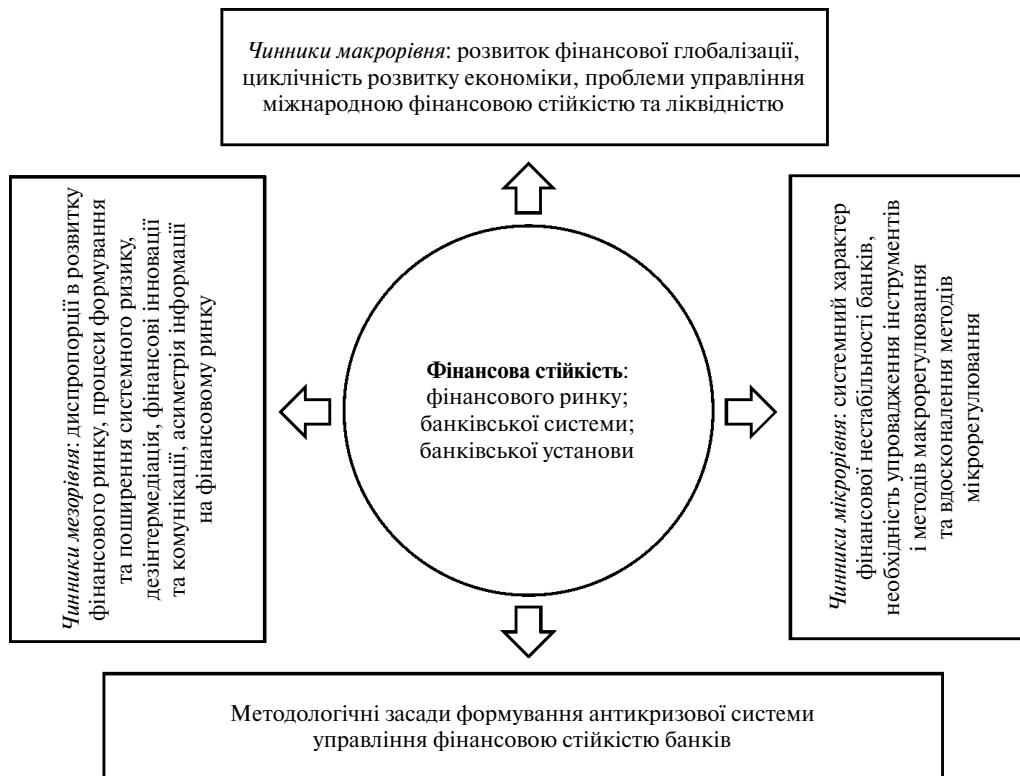 Чинники макрорівня: розвиток фінансової глобалізації,
циклічність розвитку економіки, проблеми управління
міжнародною фінансовою стійкістю та ліквідністю
Чинники мезорівня: диспропорції в розвитку
фінансового ринку, процеси формування
та поширення системного ризику,
дезінтермедіація, фінансові інновації
та комунікації, асиметрія інформації
на фінансовому ринку
Фінансова стійкість:
фінансового ринку;
банківської системи;
банківської установи
Чинники мікрорівня: системний характер
фінансової нестабільності банків,
необхідність упровадження інструментів
і методів макрорегулювання
та вдосконалення методів
мікрорегулювання
Методологічні засади формування антикризової системи
управління фінансовою стійкістю банків